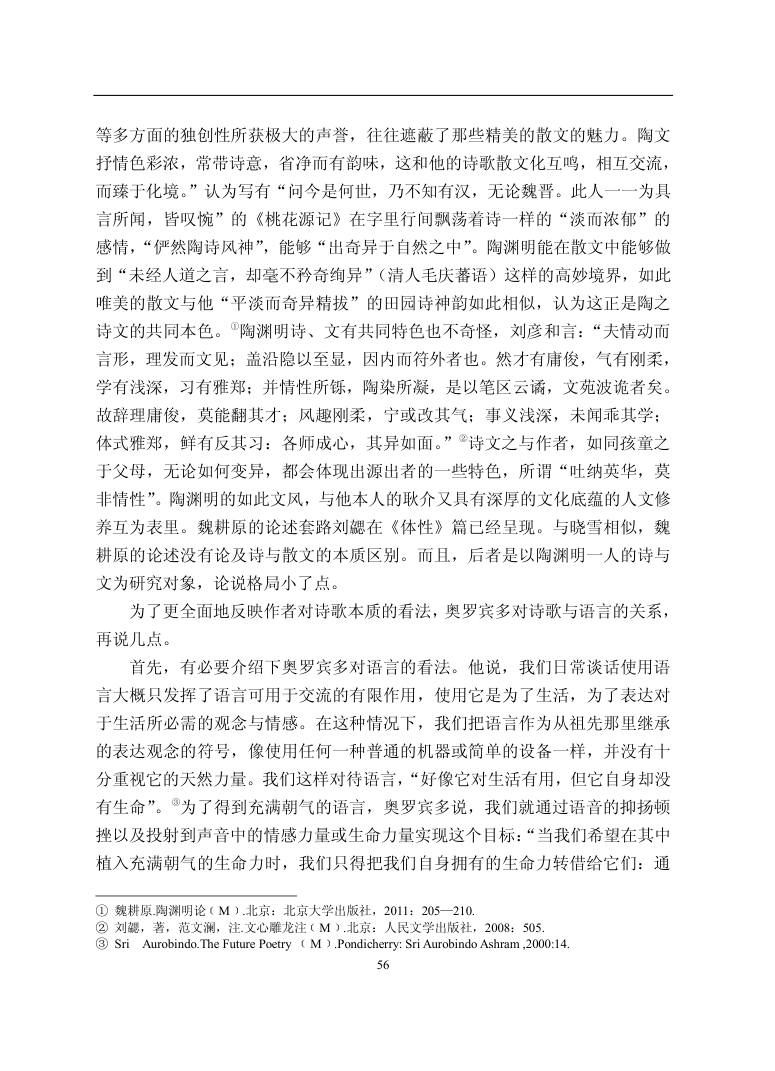 等多方面的独创性所获极大的声誉，往往遮蔽了那些精美的散文的魅力。陶文
抒情色彩浓，常带诗意，省净而有韵味，这和他的诗歌散文化互鸣，相互交流，
而臻于化境。”认为写有“问今是何世，乃不知有汉，无论魏晋。此人一一为具
言所闻，皆叹惋”的《桃花源记》在字里行间飘荡着诗一样的“淡而浓郁”的
感情，“俨然陶诗风神”，能够“出奇异于自然之中”。陶渊明能在散文中能够做
到“未经人道之言，却毫不矜奇绚异”（清人毛庆蕃语）这样的高妙境界，如此
唯美的散文与他“平淡而奇异精拔”的田园诗神韵如此相似，认为这正是陶之
诗文的共同本色。①陶渊明诗、文有共同特色也不奇怪，刘彦和言：“夫情动而
言形，理发而文见；盖沿隐以至显，因内而符外者也。然才有庸俊，气有刚柔，
学有浅深，习有雅郑；并情性所铄，陶染所凝，是以笔区云谲，文苑波诡者矣。
故辞理庸俊，莫能翻其才；风趣刚柔，宁或改其气；事义浅深，未闻乖其学；
体式雅郑，鲜有反其习：各师成心，其异如面。”②诗文之与作者，如同孩童之
于父母，无论如何变异，都会体现出源出者的一些特色，所谓“吐纳英华，莫
非情性”。陶渊明的如此文风，与他本人的耿介又具有深厚的文化底蕴的人文修
养互为表里。魏耕原的论述套路刘勰在《体性》篇已经呈现。与晓雪相似，魏
耕原的论述没有论及诗与散文的本质区别。而且，后者是以陶渊明一人的诗与
文为研究对象，论说格局小了点。
为了更全面地反映作者对诗歌本质的看法，奥罗宾多对诗歌与语言的关系，
再说几点。
首先，有必要介绍下奥罗宾多对语言的看法。他说，我们日常谈话使用语
言大概只发挥了语言可用于交流的有限作用，使用它是为了生活，为了表达对
于生活所必需的观念与情感。在这种情况下，我们把语言作为从祖先那里继承
的表达观念的符号，像使用任何一种普通的机器或简单的设备一样，并没有十
分重视它的天然力量。我们这样对待语言，“好像它对生活有用，但它自身却没
有生命”。③为了得到充满朝气的语言，奥罗宾多说，我们就通过语音的抑扬顿
挫以及投射到声音中的情感力量或生命力量实现这个目标：“当我们希望在其中
植入充满朝气的生命力时，我们只得把我们自身拥有的生命力转借给它们：通
① 魏耕原.陶渊明论﹝M﹞.北京：北京大学出版社，2011：205—210.
② 刘勰，著，范文澜，注.文心雕龙注﹝M﹞.北京：人民文学出版社，2008：505.
③ Sri Aurobindo.The Future Poetry ﹝M﹞.Pondicherry: Sri Aurobindo Ashram ,2000:14.
56